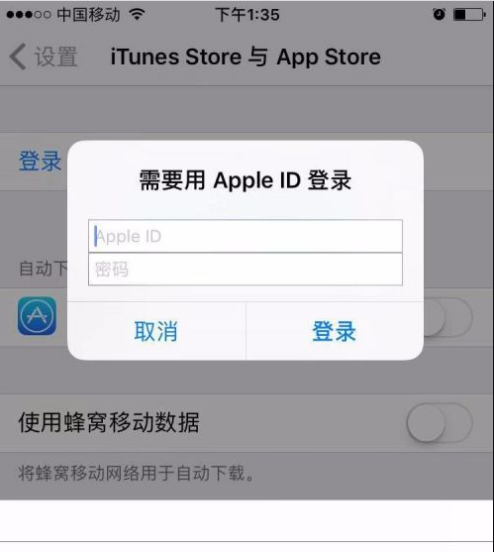 中国移动 下午1:35
设置 iTunes Store 与 App Store
登录
需要用 Apple ID 登录
Apple ID
密码
自动下
取消 登录
使用蜂窝移动数据
将蜂窝移动网络用于自动下载。